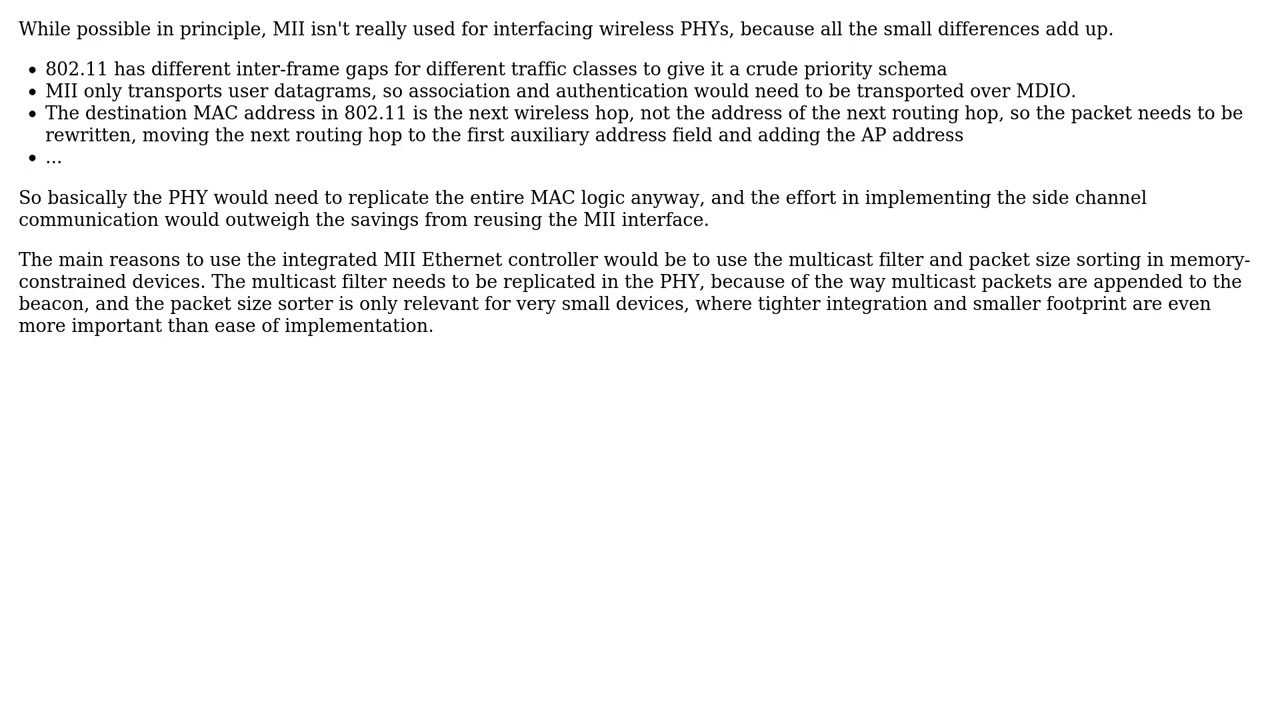 While possible in principle, MII isn't really used for interfacing wireless PHYs, because all the small differences add up.
• 802.11 has different inter-frame gaps for different traffic classes to give it a crude priority schema
• MII only transports user datagrams, so association and authentication would need to be transported over MDIO.
• The destination MAC address in 802.11 is the next wireless hop, not the address of the next routing hop, so the packet needs to be
rewritten, moving the next routing hop to the first auxiliary address field and adding the AP address
• ...
So basically the PHY would need to replicate the entire MAC logic anyway, and the effort in implementing the side channel
communication would outweigh the savings from reusing the MII interface.
The main reasons to use the integrated MII Ethernet controller would be to use the multicast filter and packet size sorting in memory-
constrained devices. The multicast filter needs to be replicated in the PHY, because of the way multicast packets are appended to the
beacon, and the packet size sorter is only relevant for very small devices, where tighter integration and smaller footprint are even
more important than ease of implementation.